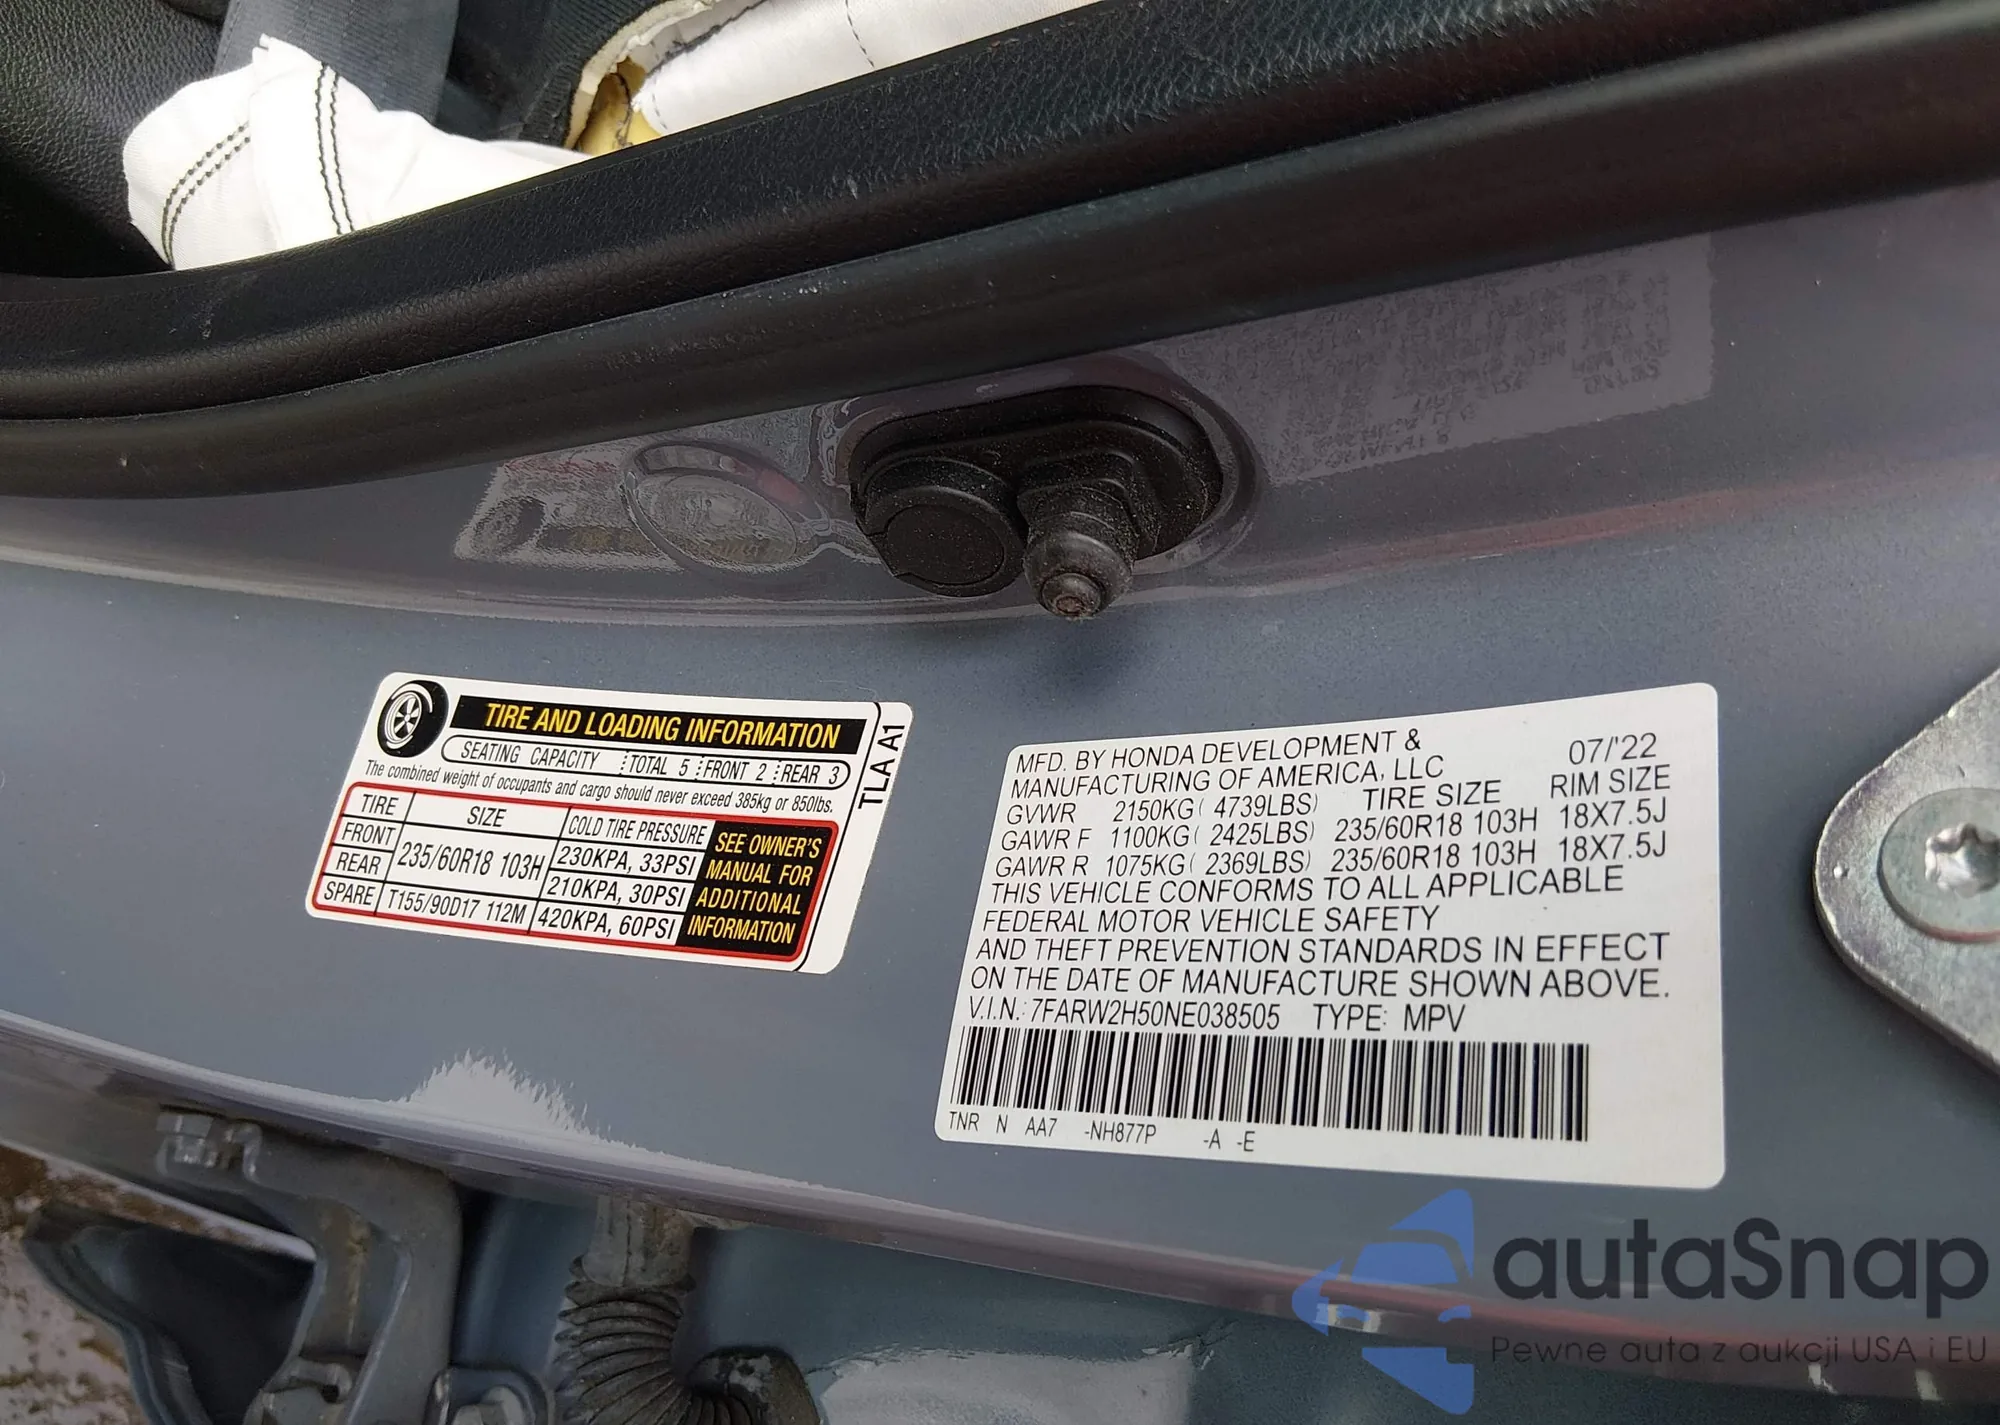 TIRE AND LOADING INFORMATION
SEATING CAPACITY TOTAL 5 FRONT 2 REAR 3
The combined weight of occupants and cargo should never exceed 385kg or 850lbs.
TIRE SIZE COLD TIRE PRESSURE
FRONT 235/60R18 103H 230KPA, 33PSI
REAR 210KPA, 30PSI
SPARE T155/90D17 112M 420KPA, 60PSI
SEE OWNER'S
MANUAL FOR
ADDITIONAL
INFORMATION
TLA A1
MFD. BY HONDA DEVELOPMENT &
MANUFACTURING OF AMERICA, LLC 07/'22
GVWR 2150KG( 4739LBS) TIRE SIZE RIM SIZE
GAWR F 1100KG( 2425LBS) 235/60R18 103H 18X7.5J
GAWR R 1075KG( 2369LBS) 235/60R18 103H 18X7.5J
THIS VEHICLE CONFORMS TO ALL APPLICABLE
FEDERAL MOTOR VEHICLE SAFETY
AND THEFT PREVENTION STANDARDS IN EFFECT
ON THE DATE OF MANUFACTURE SHOWN ABOVE.
V.I.N.: 7FARW2H50NE038505 TYPE: MPV
TNR N AA7 -NH877P -A -E
autaSnap
Pewne auta z aukcji USA i EU